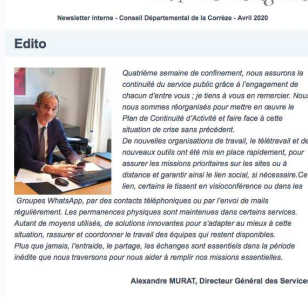 Newsletter interne - Conseil Départemental de la Corrèze - Avril 2020
Edito
Quatrième semaine de confinement, nous assurons la
continuité du service public grâce à l'engagement de
chacun d'entre vous ; je tiens à vous en remercier. Nous
nous sommes réorganisés pour mettre en œuvre le
Plan de Continuité d'Activité et faire face à cette
situation de crise sans précédent.
De nouvelles organisations de travail, le télétravail et de
nouveaux outils ont été mis en place rapidement, pour
assurer les missions prioritaires sur les sites ou à
distance et garantir ainsi le lien social, si nécessaire.Ce
lien, certains le tissent en visioconférence ou dans les
Groupes WhatsApp, par des contacts téléphoniques ou par l'envoi de mails
régulièrement. Les permanences physiques sont maintenues dans certains services.
Autant de moyens utilisés, de solutions innovantes pour s'adapter au mieux à cette
situation, rassurer et coordonner le travail des équipes qui restent disponibles.
Plus que jamais, l'entraide, le partage, les échanges sont essentiels dans la période
inédite que nous traversons pour nous aider à remplir nos missions essentielles.
Alexandre MURAT, Directeur Général des Services